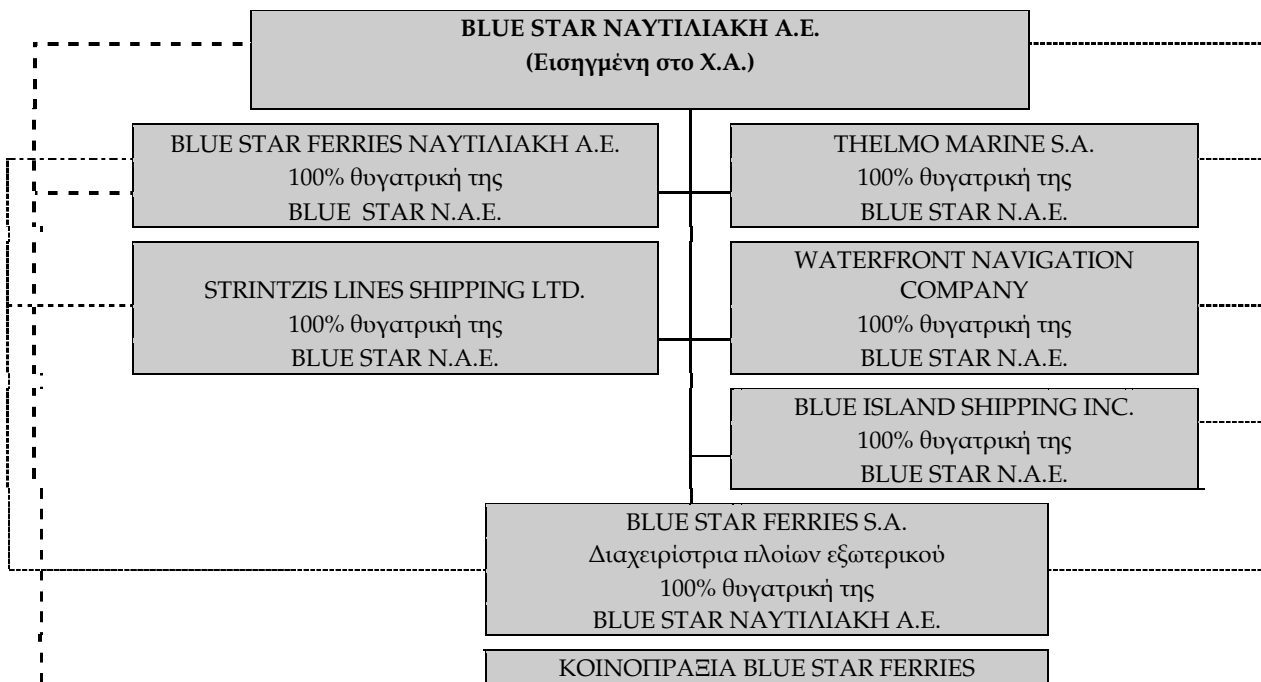 BLUE STAR ΝΑΥΤΙΛΙΑΚΗ Α.Ε.
(Εισηγμένη στο Χ.Α.)
BLUE STAR FERRIES ΝΑΥΤΙΛΙΑΚΗ Α.Ε.
100% θυγατρική της
BLUE STAR Ν.Α.Ε.
THELMO MARINE S.A.
100% θυγατρική της
BLUE STAR Ν.Α.Ε.
STRINTZIS LINES SHIPPING LTD.
100% θυγατρική της
BLUE STAR Ν.Α.Ε.
WATERFRONT NAVIGATION
COMPANY
100% θυγατρική της
BLUE STAR Ν.Α.Ε.
BLUE ISLAND SHIPPING INC.
100% θυγατρική της
BLUE STAR Ν.Α.Ε.
BLUE STAR FERRIES S.A.
Διαχειρίστρια πλοίων εξωτερικού
100% θυγατρική της
BLUE STAR ΝΑΥΤΙΛΙΑΚΗ Α.Ε.
ΚΟΙΝΟΠΡΑΞΙΑ BLUE STAR FERRIES